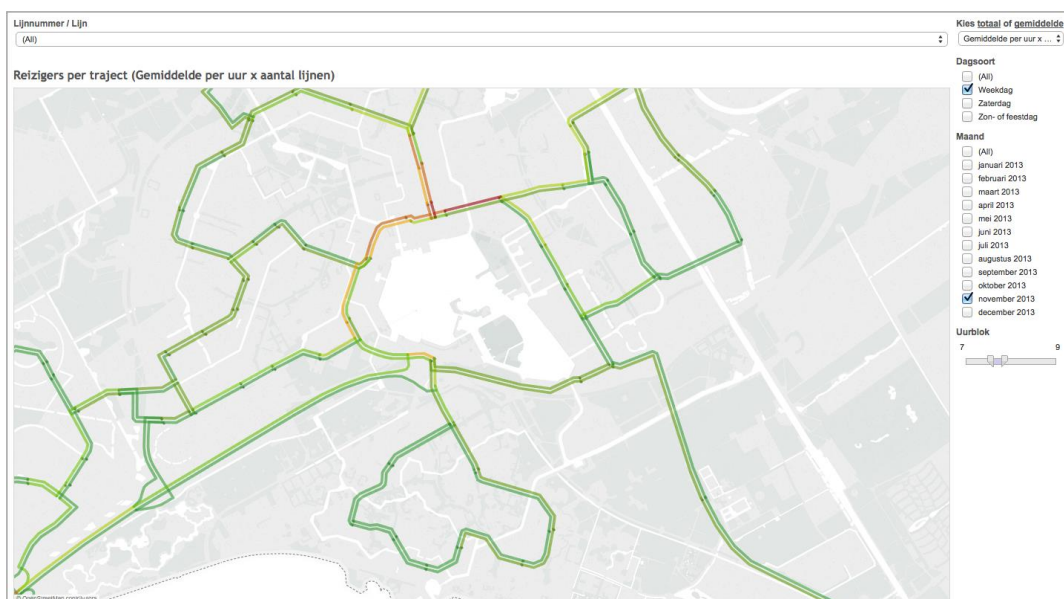 Lijnnummer / Lijn
(All)
Kies totaal of gemiddelde
Gemiddelde per uur x ...
Reizigers per traject (Gemiddelde per uur x aantal lijnen)
Dagsoort
(All)
Weekdag
Zaterdag
Zon- of feestdag
Maand
(All)
januari 2013
februari 2013
maart 2013
april 2013
mei 2013
juni 2013
juli 2013
augustus 2013
september 2013
oktober 2013
november 2013
december 2013
Uurblok
7 9
© OpenStreetMap contributors